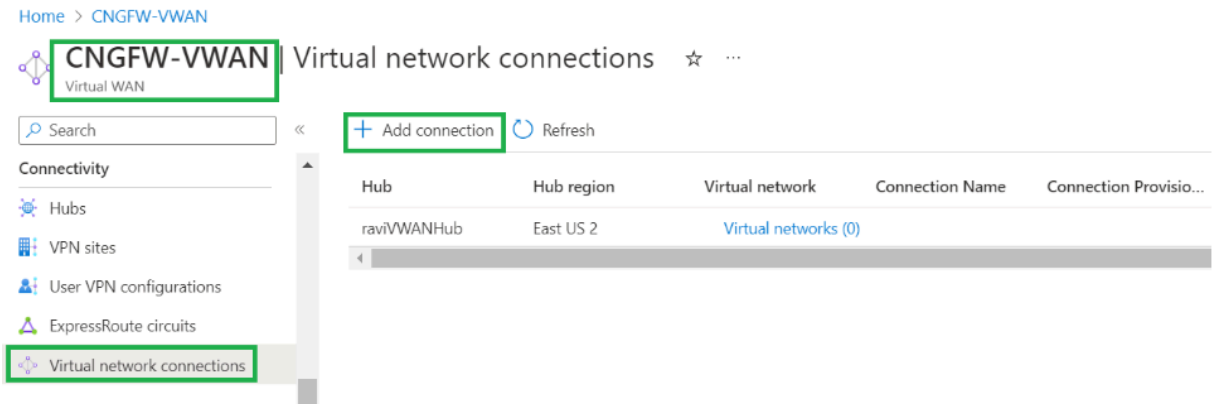 Home > CNGFW-VWAN
CNGFW-VWAN | Virtual network connections ☆ ...
Virtual WAN
Search «
+ Add connection Refresh
Connectivity
Hub Hub region Virtual network Connection Name Connection Provisio...
Hubs
raviVWANHub East US 2 Virtual networks (0)
VPN sites
User VPN configurations
ExpressRoute circuits
Virtual network connections